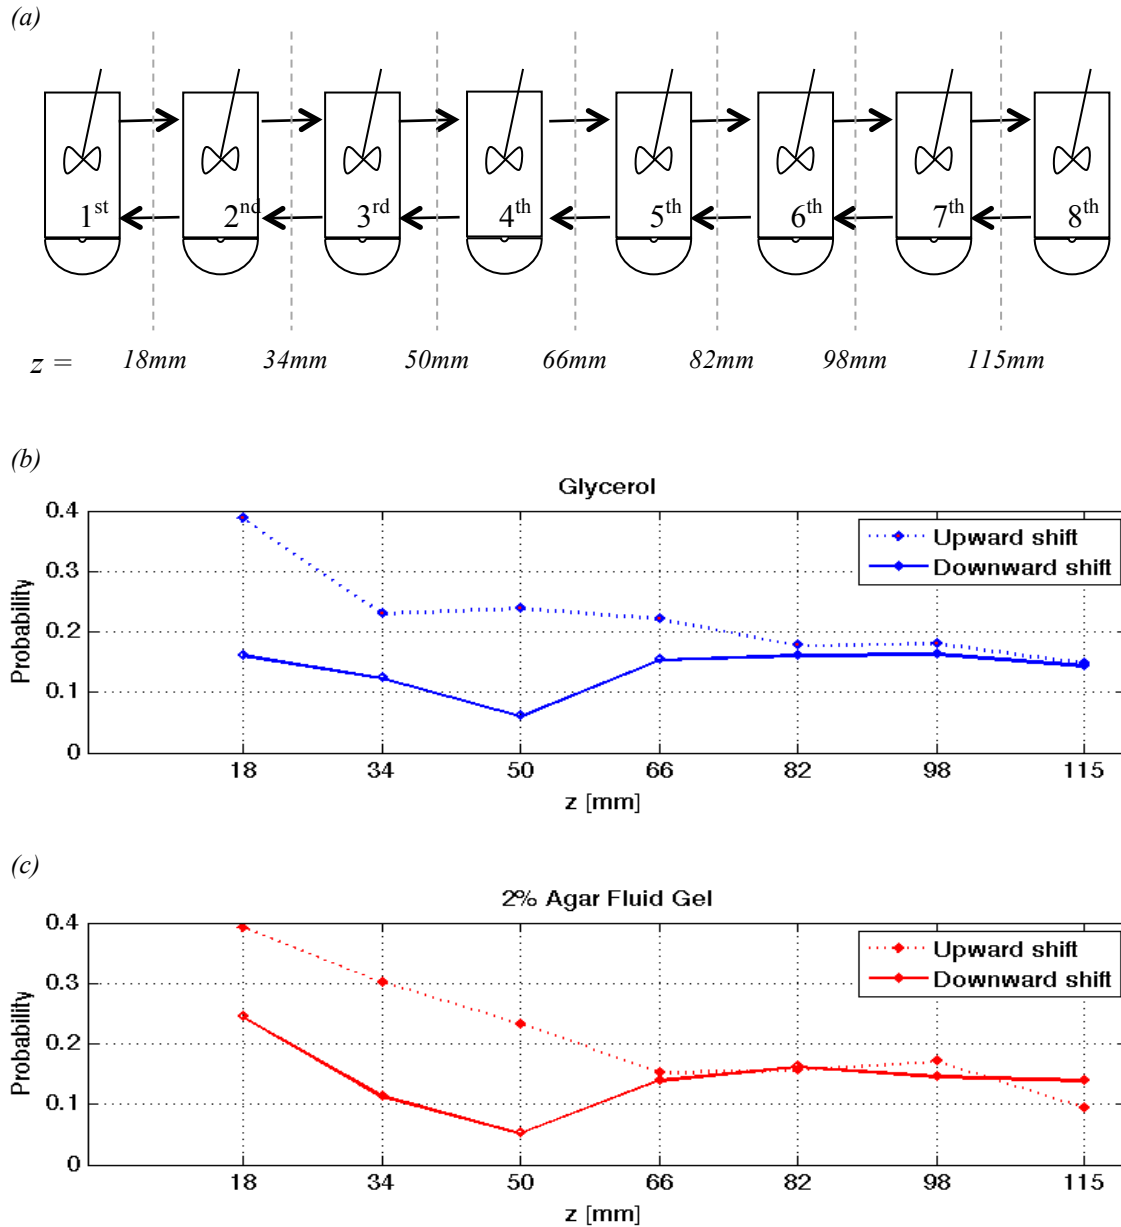 (a)
1st 2nd 3rd 4th 5th 6th 7th 8th
z = 18mm 34mm 50mm 66mm 82mm 98mm 115mm
(b)
Glycerol
Probability
0.4
0.3
0.2
0.1
0
Upward shift
Downward shift
18 34 50 66 82 98 115
z [mm]
(c)
2% Agar Fluid Gel
Probability
0.4
0.3
0.2
0.1
0
Upward shift
Downward shift
18 34 50 66 82 98 115
z [mm]